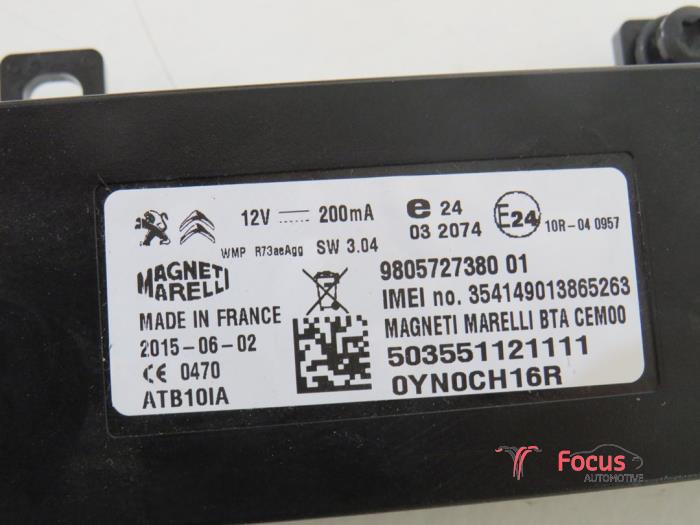 12V 200mA
e 24
03 2074
E24
10R-04 0957
WMP R73aeAgg SW 3.04
MAGNETI
MARELLI
MADE IN FRANCE
2015-06-02
CE 0470
ATB10IA
9805727380 01
IMEI no. 354149013865263
MAGNETI MARELLI BTA CEM00
503551121111
0YN0CH16R
Focus
AUTOMOTIVE